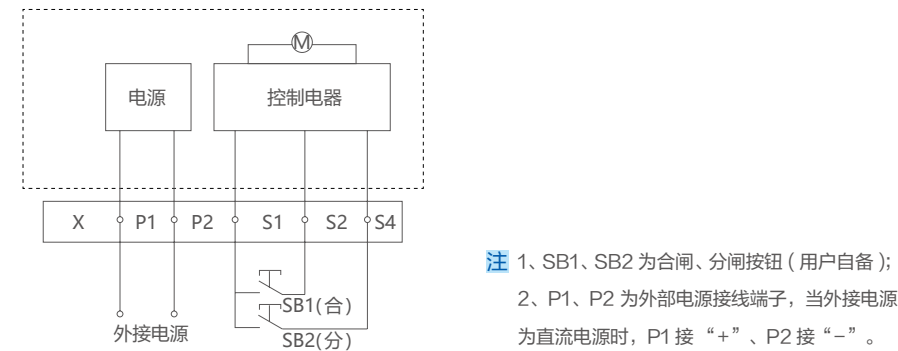 M
电源
控制电器
X P1 P2 S1 S2 S4
SB1(合)
外接电源
SB2(分)
注 1、SB1、SB2 为合闸、分闸按钮 ( 用户自备 );
2、P1、P2 为外部电源接线端子，当外接电源
为直流电源时，P1 接 “+”、P2 接“−”。